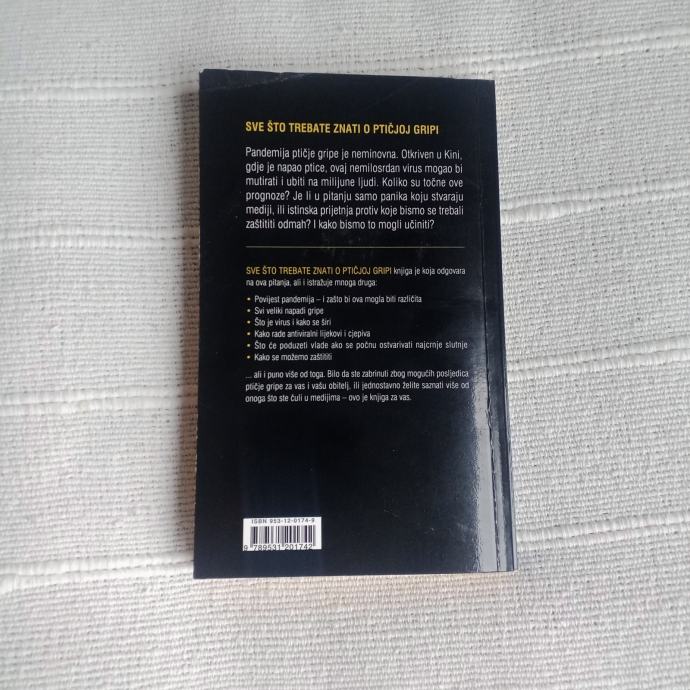 SVE ŠTO TREBATE ZNATI O PTIČJOJ GRIPI
Pandemija ptičje gripe je neminovna. Otkriven u Kini,
gdje je napao ptice, ovaj nemilosrdan virus mogao bi
mutirati i ubiti na milijune ljudi. Koliko su točne ove
prognoze? Je li u pitanju samo panika koju stvaraju
mediji, ili istinska prijetnja protiv koje bismo se trebali
zaštititi odmah? I kako bismo to mogli učiniti?
SVE ŠTO TREBATE ZNATI O PTIČJOJ GRIPI knjiga je koja odgovara
na ova pitanja, ali i istražuje mnoga druga:
• Povijest pandemija – i zašto bi ova mogla biti različita
• Svi veliki napadi gripe
• Što je virus i kako se širi
• Kako rade antiviralni lijekovi i cjepiva
• Što će poduzeti vlade ako se počnu ostvarivati najcrnje slutnje
• Kako se možemo zaštititi
... ali i puno više od toga. Bilo da ste zabrinuti zbog mogućih posljedica
ptičje gripe za vas i vašu obitelj, ili jednostavno želite saznati više od
onoga što ste čuli u medijima – ovo je knjiga za vas.
ISBN 953-12-0174-9
9 789531 201742